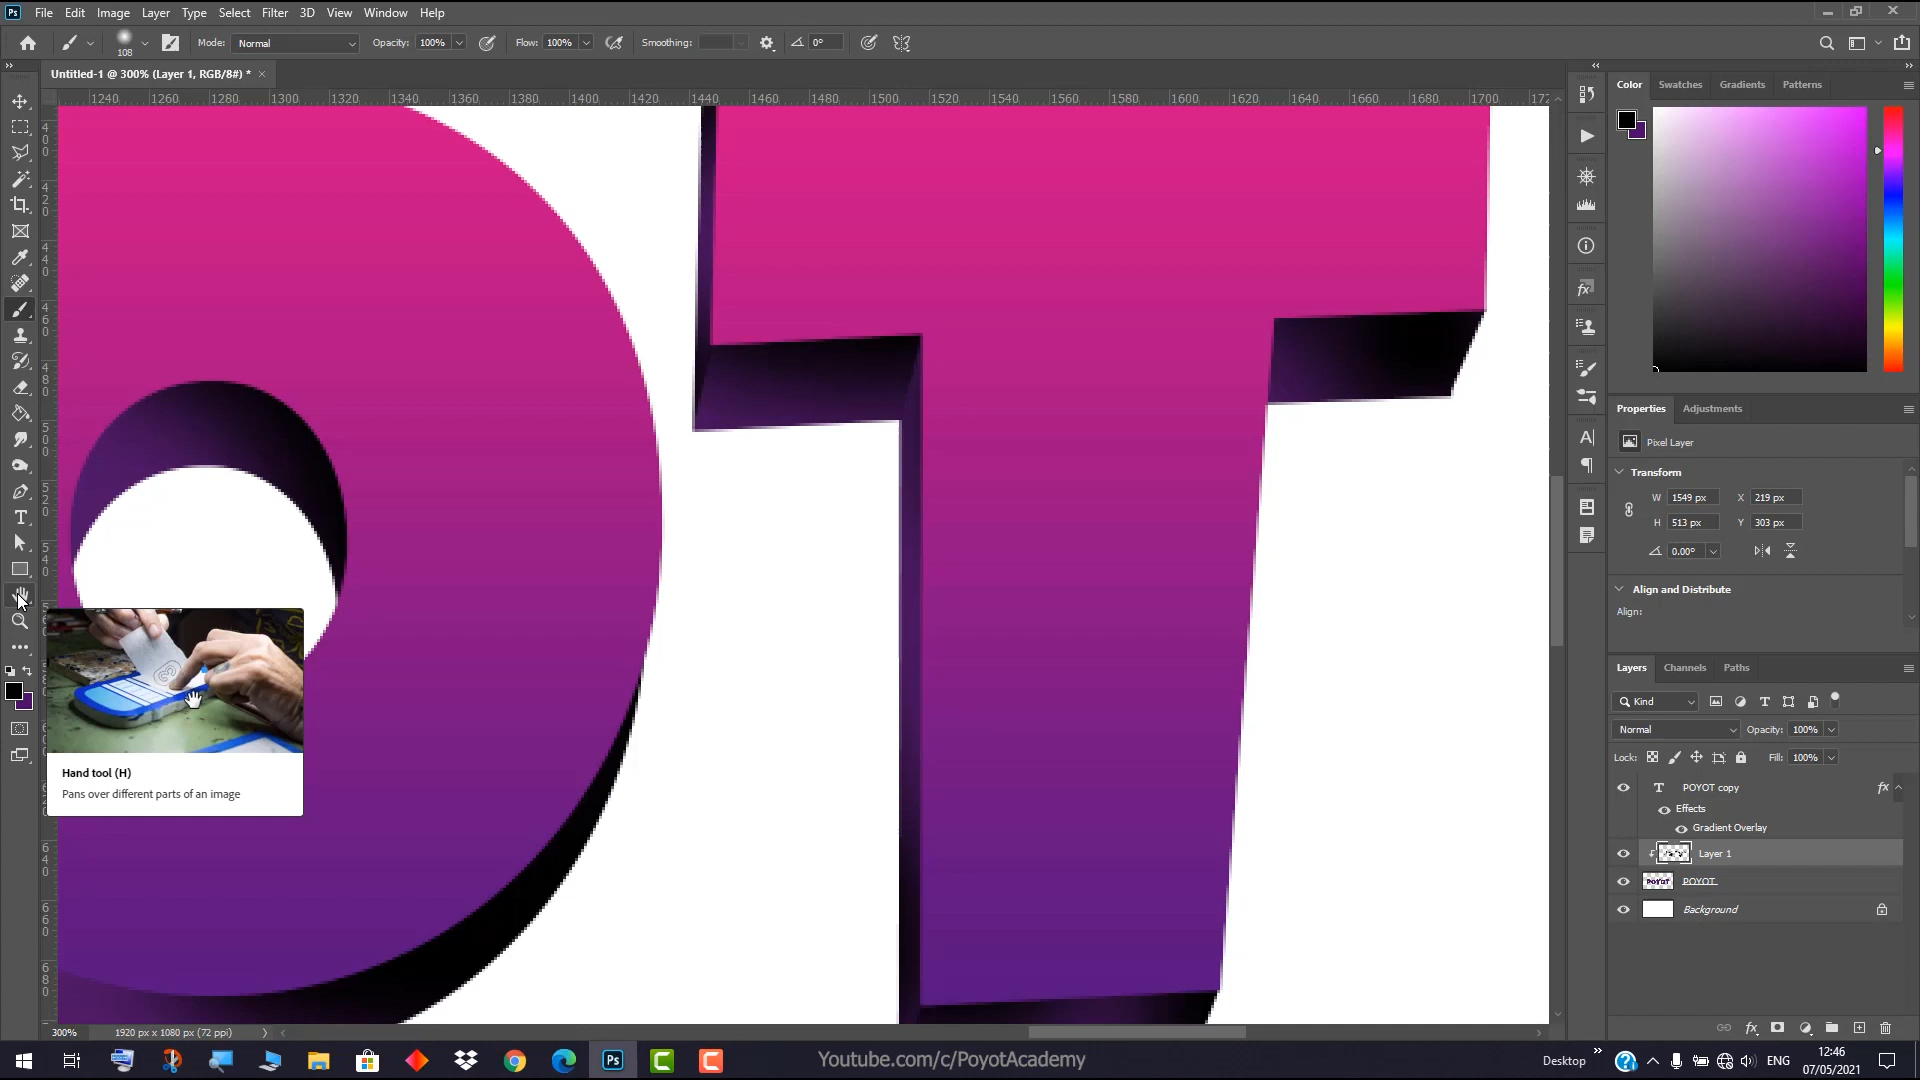 Ps File Edit Image Layer Type Select Filter 3D View Window Help
108 Mode: Normal Opacity: 100% Flow: 100% Smoothing: 0°
Untitled-1 @ 300% (Layer 1, RGB/8#) * ×
1240 1260 1280 1300 1320 1340 1360 1380 1400 1420 1440 1460 1480 1500 1520 1540 1560 1580 1600 1620 1640 1660 1680 1700
Color Swatches Gradients Patterns
Properties Adjustments
Pixel Layer
Transform
W 1549 px X 219 px
H 513 px Y 303 px
0.00°
Align and Distribute
Align:
Layers Channels Paths
Kind
Normal Opacity: 100%
Lock: Fill: 100%
T POYOT copy fx
Effects
Gradient Overlay
Layer 1
POYOT
Background
Hand tool (H)
Pans over different parts of an image
300% 1920 px x 1080 px (72 ppi)
Youtube.com/c/PoyotAcademy
Desktop ENG 12:46
07/05/2021